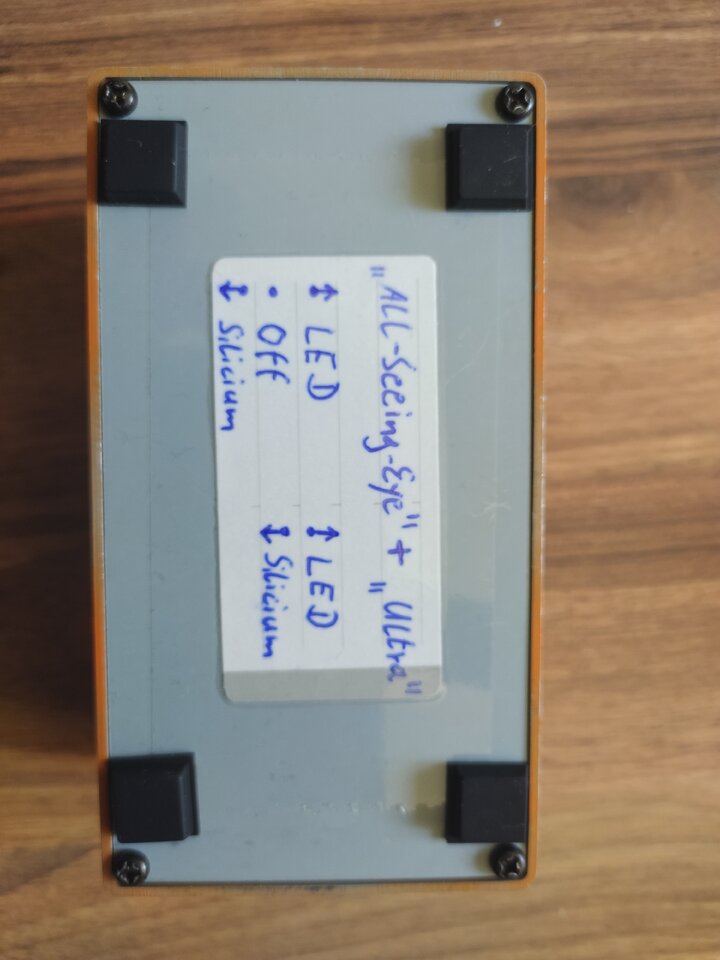 "ALL-Seeing-Eye" + "Ultra"
↑ LED ↑ LED
• Off ↓ Silicium
↓ Silicium